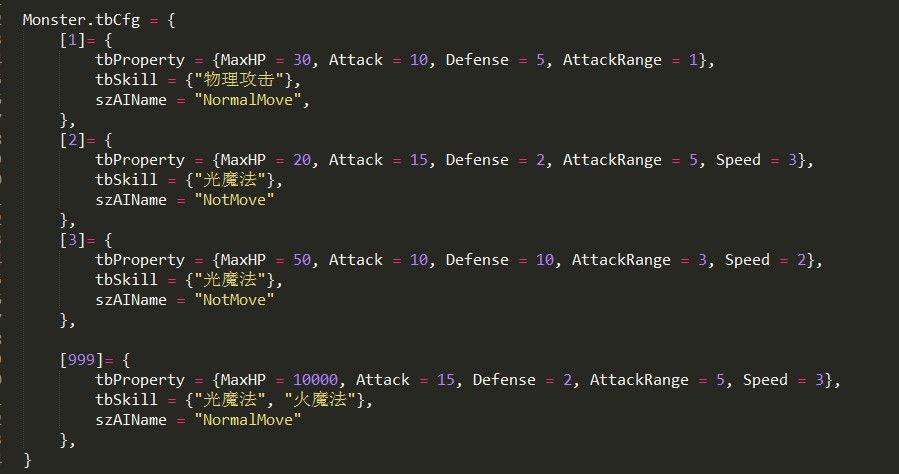 Monster.tbCfg = {
[1]= {
tbProperty = {MaxHP = 30, Attack = 10, Defense = 5, AttackRange = 1},
tbSkill = {"物理攻击"},
szAIName = "NormalMove",
},
[2]= {
tbProperty = {MaxHP = 20, Attack = 15, Defense = 2, AttackRange = 5, Speed = 3},
tbSkill = {"光魔法"},
szAIName = "NotMove"
},
[3]= {
tbProperty = {MaxHP = 50, Attack = 10, Defense = 10, AttackRange = 3, Speed = 2},
tbSkill = {"光魔法"},
szAIName = "NotMove"
},
[999]= {
tbProperty = {MaxHP = 10000, Attack = 15, Defense = 2, AttackRange = 5, Speed = 3},
tbSkill = {"光魔法", "火魔法"},
szAIName = "NormalMove"
},
}